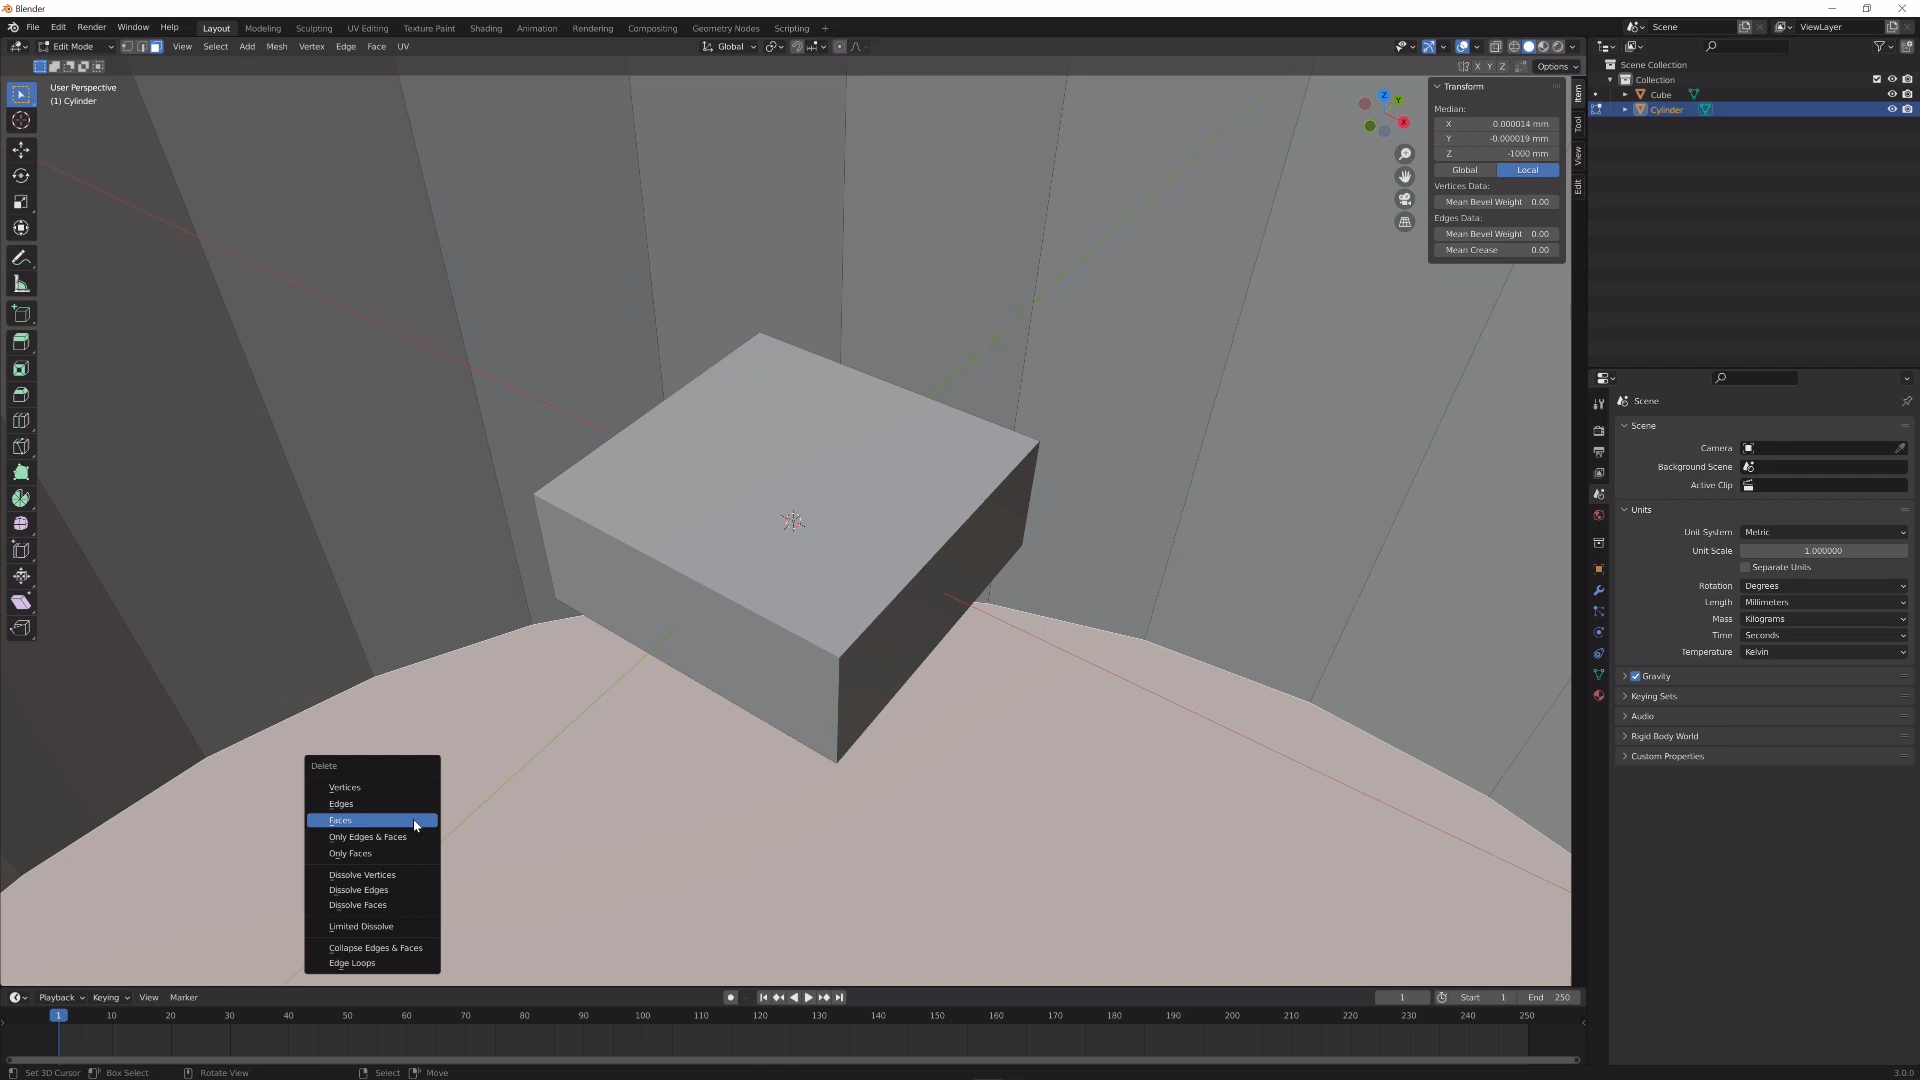 Blender
File Edit Render Window Help Layout Modeling Sculpting UV Editing Texture Paint Shading Animation Rendering Compositing Geometry Nodes Scripting +
Scene ViewLayer
Edit Mode View Select Add Mesh Vertex Edge Face UV Global
X Y Z Options
User Perspective
(1) Cylinder
Z
Y
X
Transform
Median:
X 0.000014 mm
Y -0.000019 mm
Z -1000 mm
Global Local
Vertices Data:
Mean Bevel Weight 0.00
Edges Data:
Mean Bevel Weight 0.00
Mean Crease 0.00
Item
Tool
View
Edit
Scene Collection
Collection
Cube
Cylinder
Scene
Scene
Camera
Background Scene
Active Clip
Units
Unit System Metric
Unit Scale 1.000000
Separate Units
Rotation Degrees
Length Millimeters
Mass Kilograms
Time Seconds
Temperature Kelvin
Gravity
Keying Sets
Audio
Rigid Body World
Custom Properties
Delete
Vertices
Edges
Faces
Only Edges & Faces
Only Faces
Dissolve Vertices
Dissolve Edges
Dissolve Faces
Limited Dissolve
Collapse Edges & Faces
Edge Loops
Playback Keying View Marker 1 Start 1 End 250
1 10 20 30 40 50 60 70 80 90 100 110 120 130 140 150 160 170 180 190 200 210 220 230 240 250
Set 3D Cursor Box Select Rotate View Select Move 3.0.0